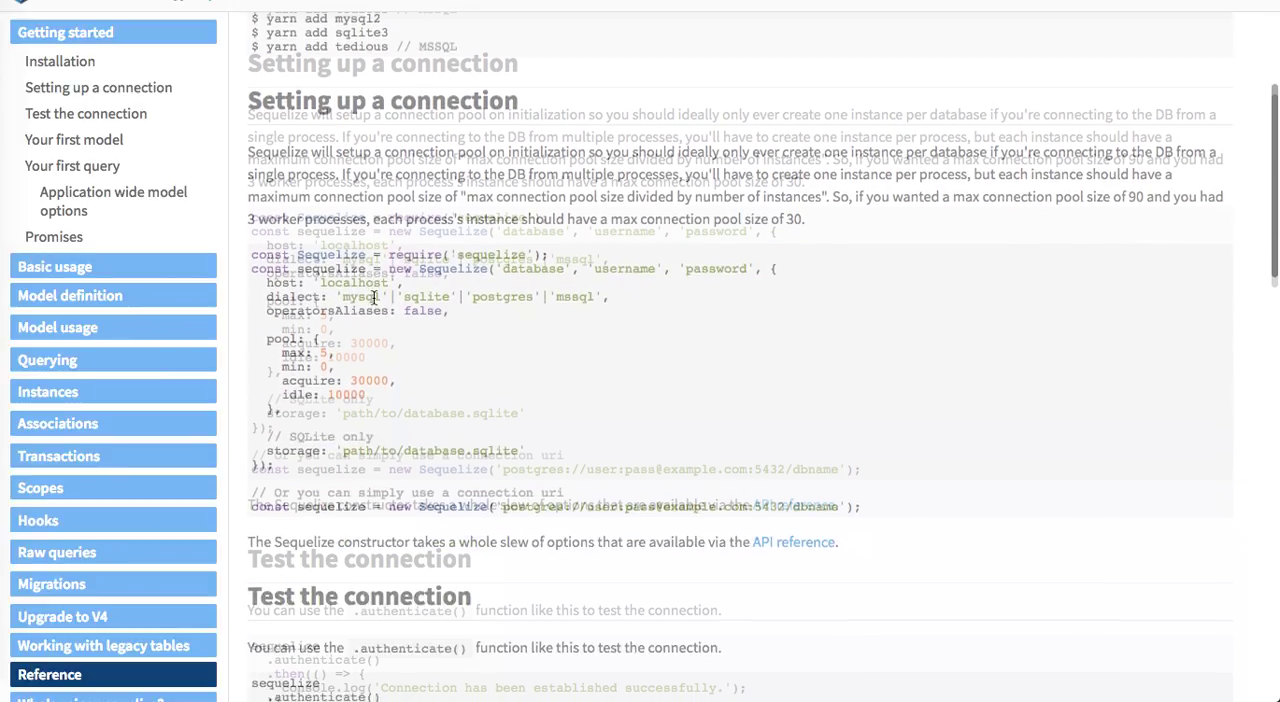 Getting started
Installation
Setting up a connection
Test the connection
Your first model
Your first query
Application wide model
options
Promises
Basic usage
Model definition
Model usage
Querying
Instances
Associations
Transactions
Scopes
Hooks
Raw queries
Migrations
Upgrade to V4
Working with legacy tables
Reference
$ yarn add mysql2
$ yarn add sqlite3
$ yarn add tedious // MSSQL
Setting up a connection
Sequelize will setup a connection pool on initialization so you should ideally only ever create one instance per database if you're connecting to the DB from a
single process. If you're connecting to the DB from multiple processes, you'll have to create one instance per process, but each instance should have a
maximum connection pool size of "max connection pool size divided by number of instances". So, if you wanted a max connection pool size of 90 and you had
3 worker processes, each process's instance should have a max connection pool size of 30.
const Sequelize = require('sequelize');
const sequelize = new Sequelize('database', 'username', 'password', {
host: 'localhost',
dialect: 'mysql'|'sqlite'|'postgres'|'mssql',
operatorsAliases: false,
pool: {
max: 5,
min: 0,
acquire: 30000,
idle: 10000
},
// SQLite only
storage: 'path/to/database.sqlite'
});
// Or you can simply use a connection uri
const sequelize = new Sequelize('postgres://user:pass@example.com:5432/dbname');
The Sequelize constructor takes a whole slew of options that are available via the API reference.
Test the connection
You can use the .authenticate() function like this to test the connection.
sequelize
.authenticate()
.then(() => {
console.log('Connection has been established successfully.');